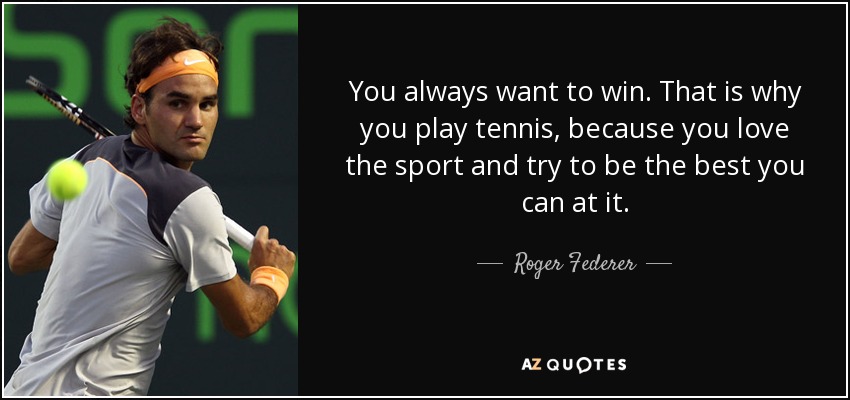 You always want to win. That is why
you play tennis, because you love
the sport and try to be the best you
can at it.
Roger Federer
AZ QUOTES